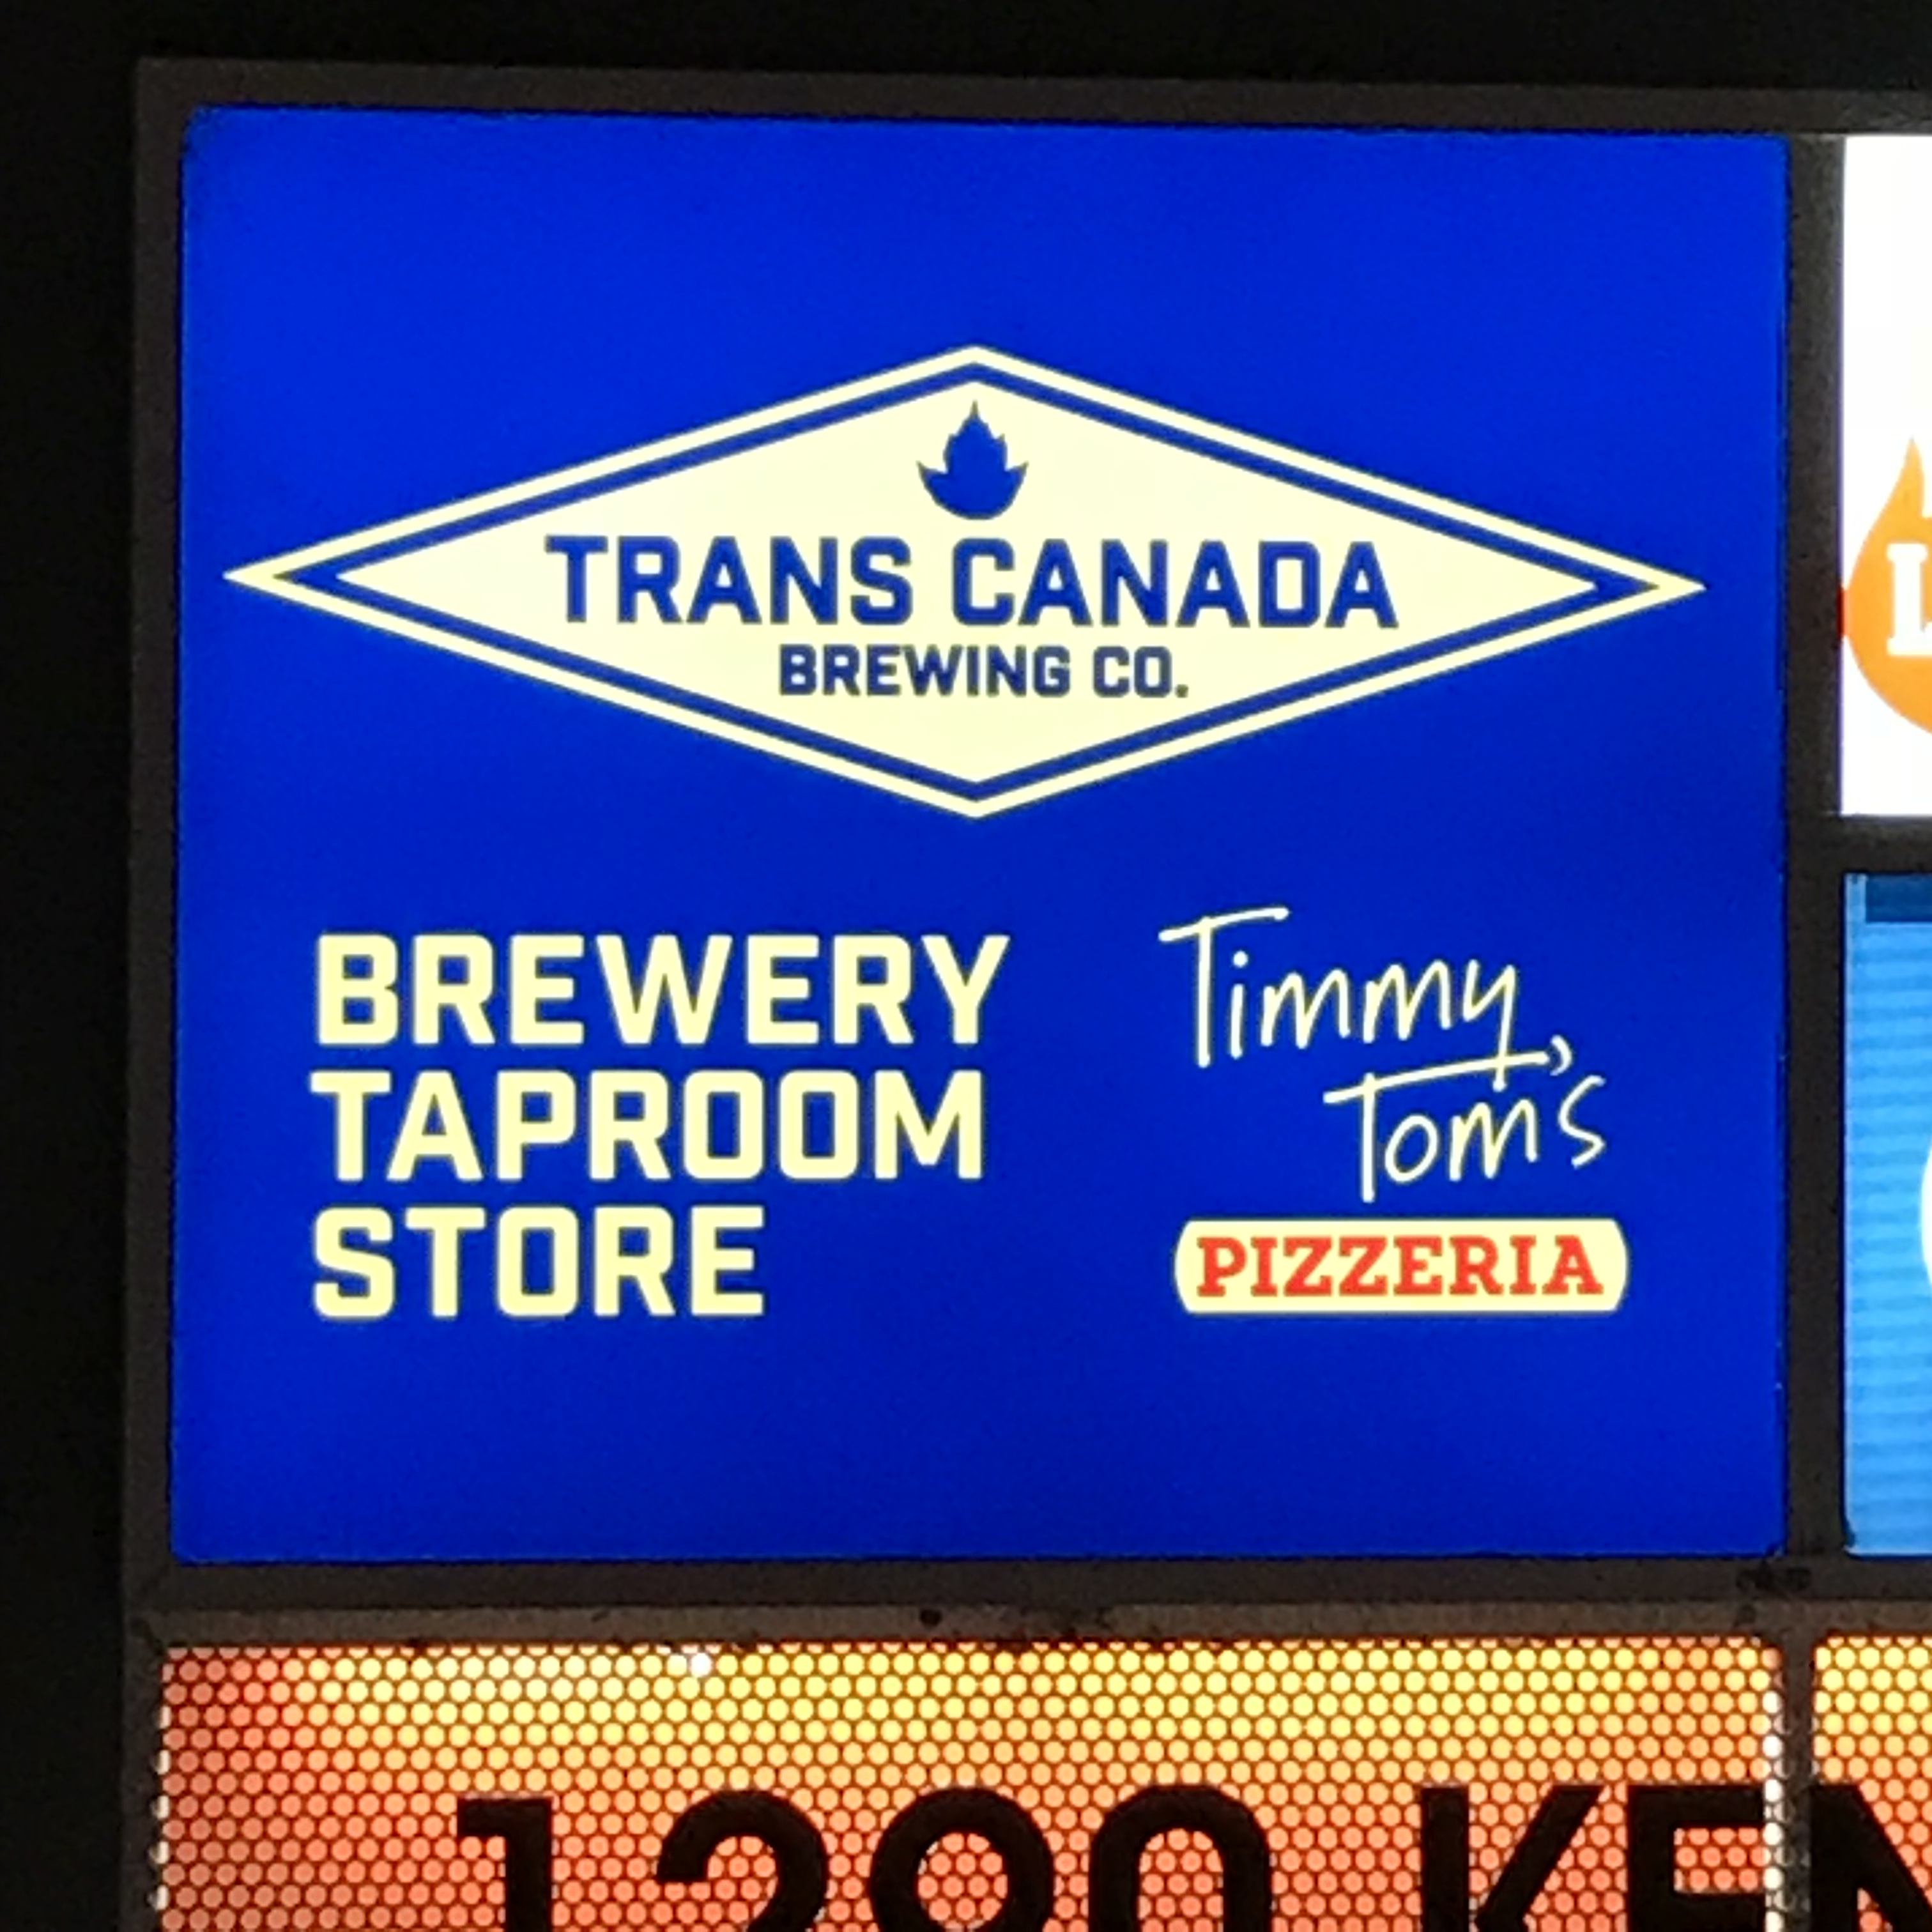 TRANS CANADA
BREWING CO.
BREWERY
TAPROOM
STORE
Timmy
Tom's
PIZZERIA